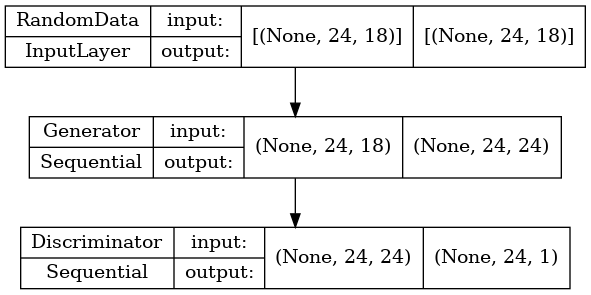 RandomData input: [(None, 24, 18)] [(None, 24, 18)]
InputLayer output:
Generator input: (None, 24, 18) (None, 24, 24)
Sequential output:
Discriminator input: (None, 24, 24) (None, 24, 1)
Sequential output: